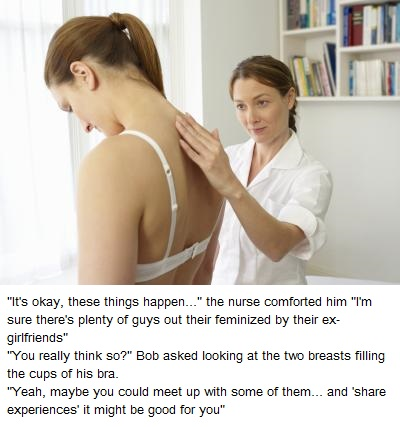 "It's okay, these things happen..." the nurse comforted him "I'm
sure there's plenty of guys out their feminized by their ex-
girlfriends"
"You really think so?" Bob asked looking at the two breasts filling
the cups of his bra.
"Yeah, maybe you could meet up with some of them... and 'share
experiences' it might be good for you"